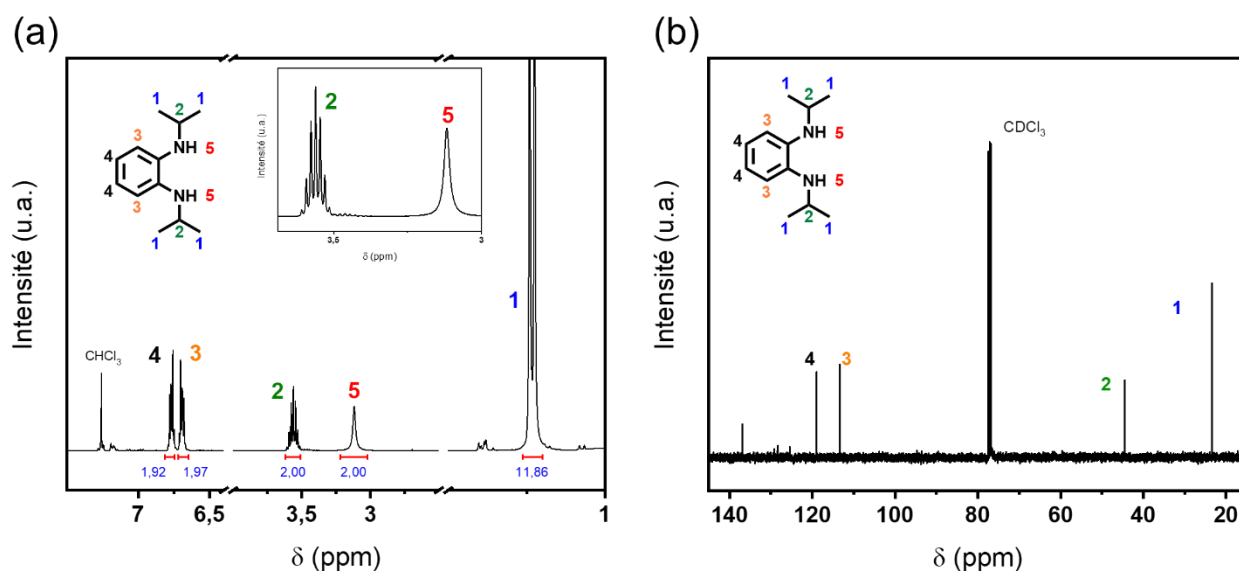 (a)
Intensité (u.a.)
1 1
2
3
4 NH 5
4 NH 5
3
2
1 1
Intensité (u.a.)
2
5
3,5 3
δ (ppm)
CHCl3
4
3
2
5
1
1,92 1,97 2,00 2,00 11,86
7 6,5 3,5 3 1
δ (ppm)
(b)
Intensité (u.a.)
1 1
2
3
4 NH 5
4 NH 5
3
2
1 1
CDCl3
4
3
2
1
140 120 100 80 60 40 20
δ (ppm)